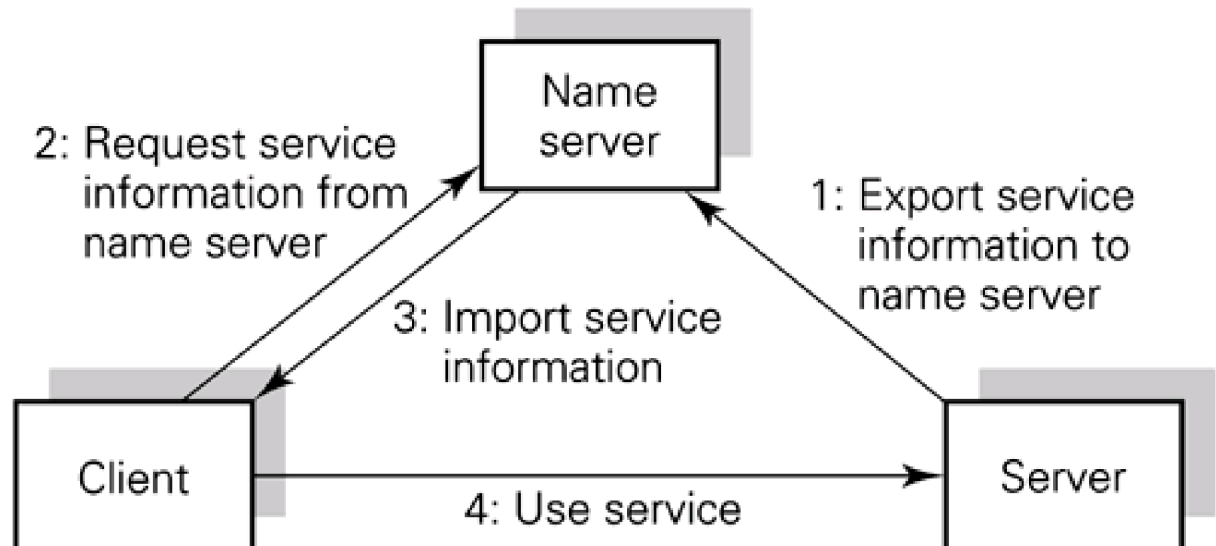 Name
server
2: Request service
information from
name server
1: Export service
information to
name server
3: Import service
information
Client
4: Use service
Server